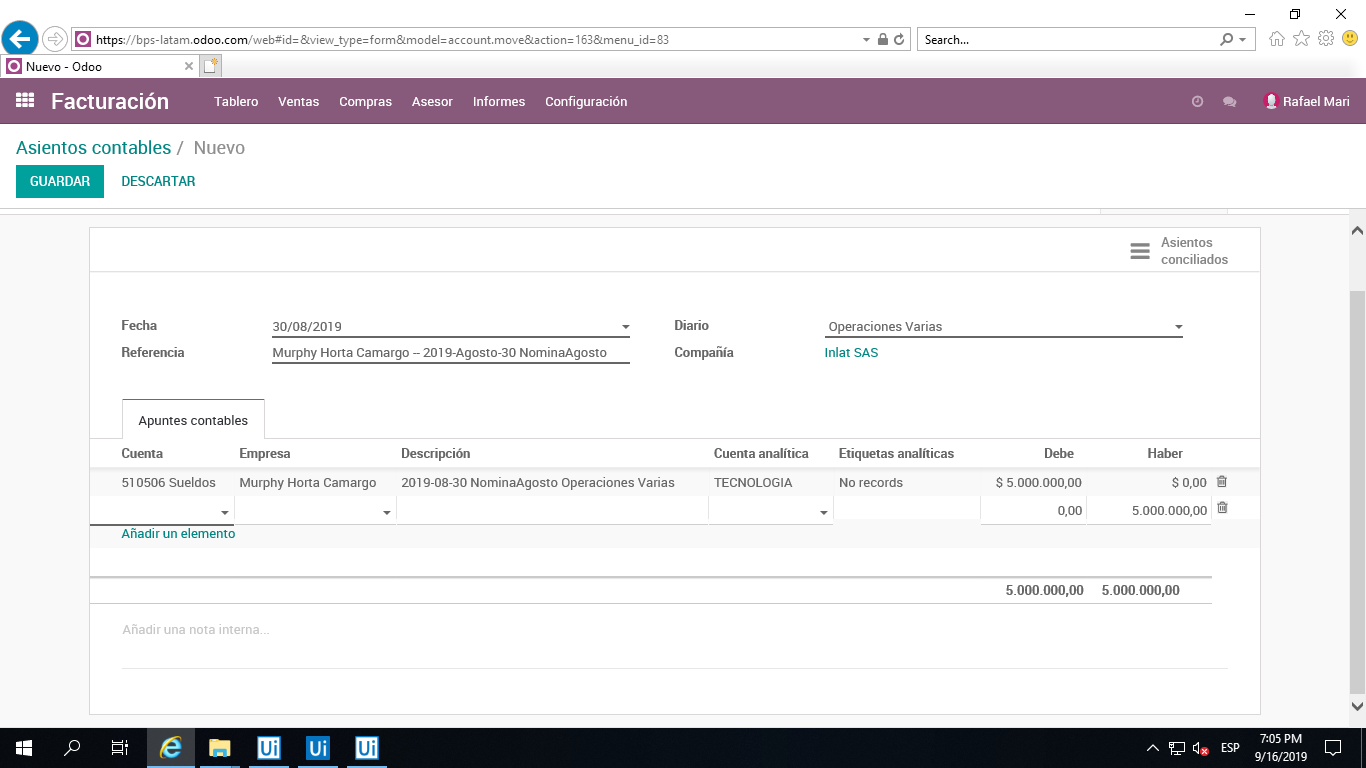 https://bps-latam.odoo.com/web#id=&view_type=form&model=account.move&action=163&menu_id=83
Search...
Nuevo - Odoo
Facturación Tablero Ventas Compras Asesor Informes Configuración Rafael Mari
Asientos contables / Nuevo
GUARDAR DESCARTAR
Asientos
conciliados
Fecha 30/08/2019 Diario Operaciones Varias
Referencia Murphy Horta Camargo -- 2019-Agosto-30 NominaAgosto Compañía Inlat SAS
Apuntes contables
Cuenta Empresa Descripción Cuenta analítica Etiquetas analíticas Debe Haber
510506 Sueldos Murphy Horta Camargo 2019-08-30 NominaAgosto Operaciones Varias TECNOLOGIA No records $ 5.000.000,00 $ 0,00
0,00 5.000.000,00
Añadir un elemento
5.000.000,00 5.000.000,00
Añadir una nota interna...
Ui Ui Ui
ESP
7:05 PM
9/16/2019